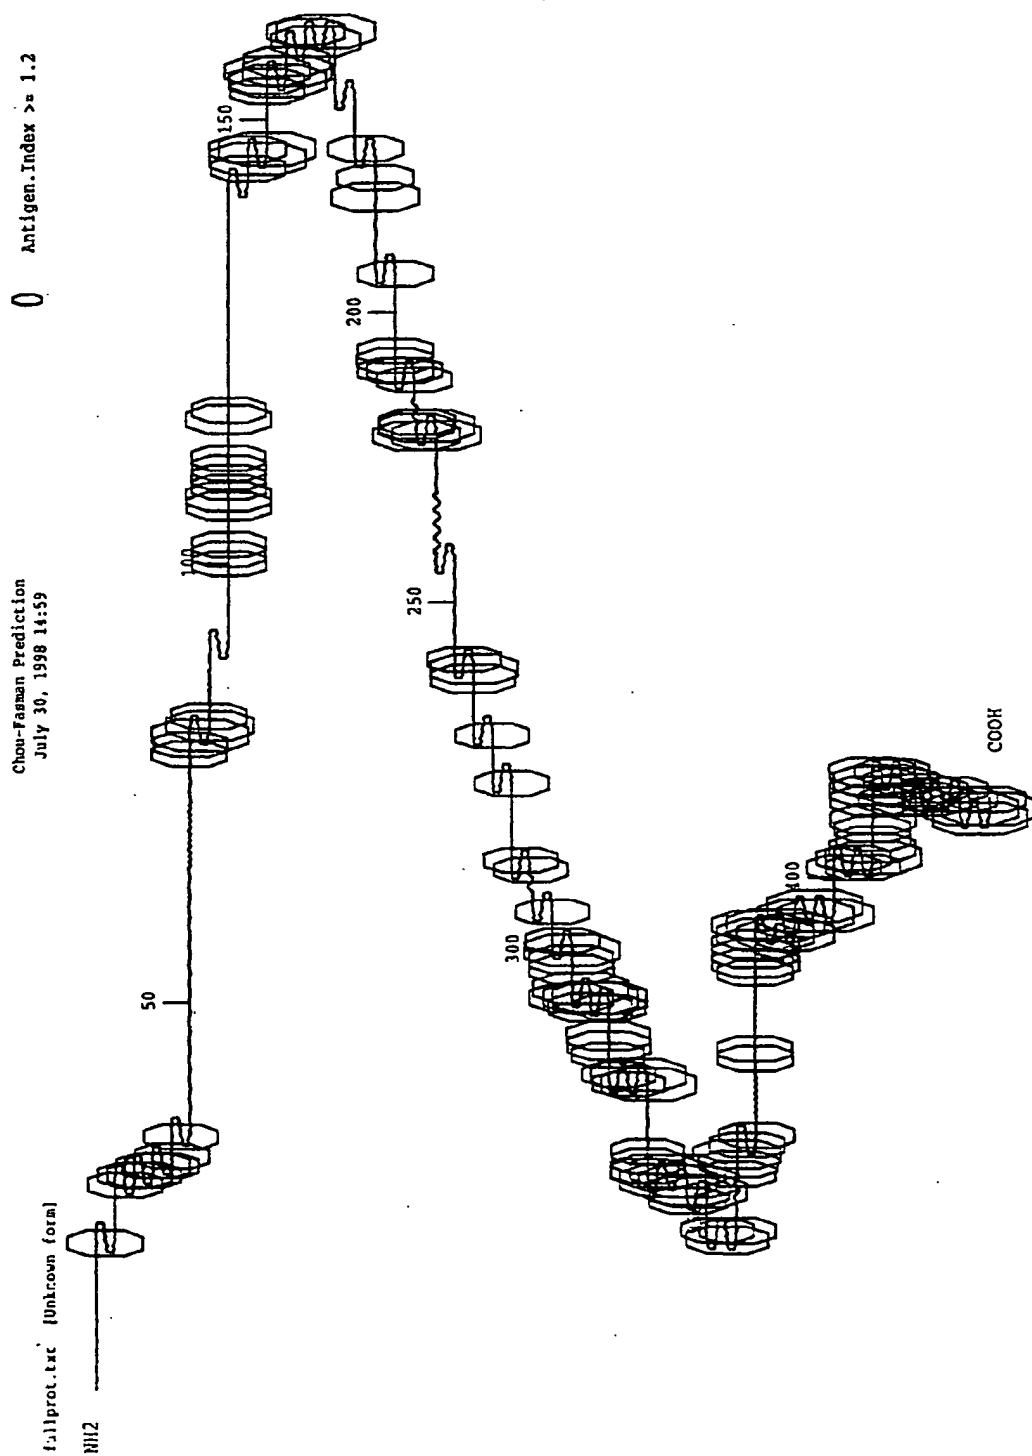 Chou-Fasman Prediction
July 30, 1998 14:59
Antigen.Index >= 1.2
fullprot.txt [Unknown form]
NH2
50
100
150
200
250
300
400
COOH